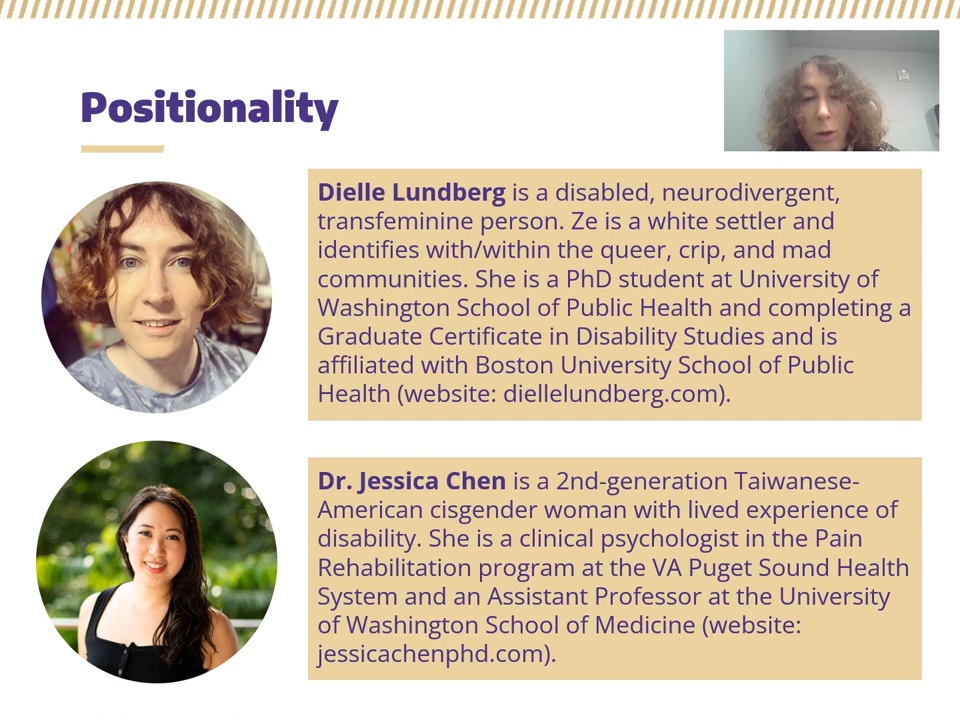 Positionality
Dielle Lundberg is a disabled, neurodivergent,
transfeminine person. Ze is a white settler and
identifies with/within the queer, crip, and mad
communities. She is a PhD student at University of
Washington School of Public Health and completing a
Graduate Certificate in Disability Studies and is
affiliated with Boston University School of Public
Health (website: diellelundberg.com).
Dr. Jessica Chen is a 2nd-generation Taiwanese-
American cisgender woman with lived experience of
disability. She is a clinical psychologist in the Pain
Rehabilitation program at the VA Puget Sound Health
System and an Assistant Professor at the University
of Washington School of Medicine (website:
jessicachenphd.com).